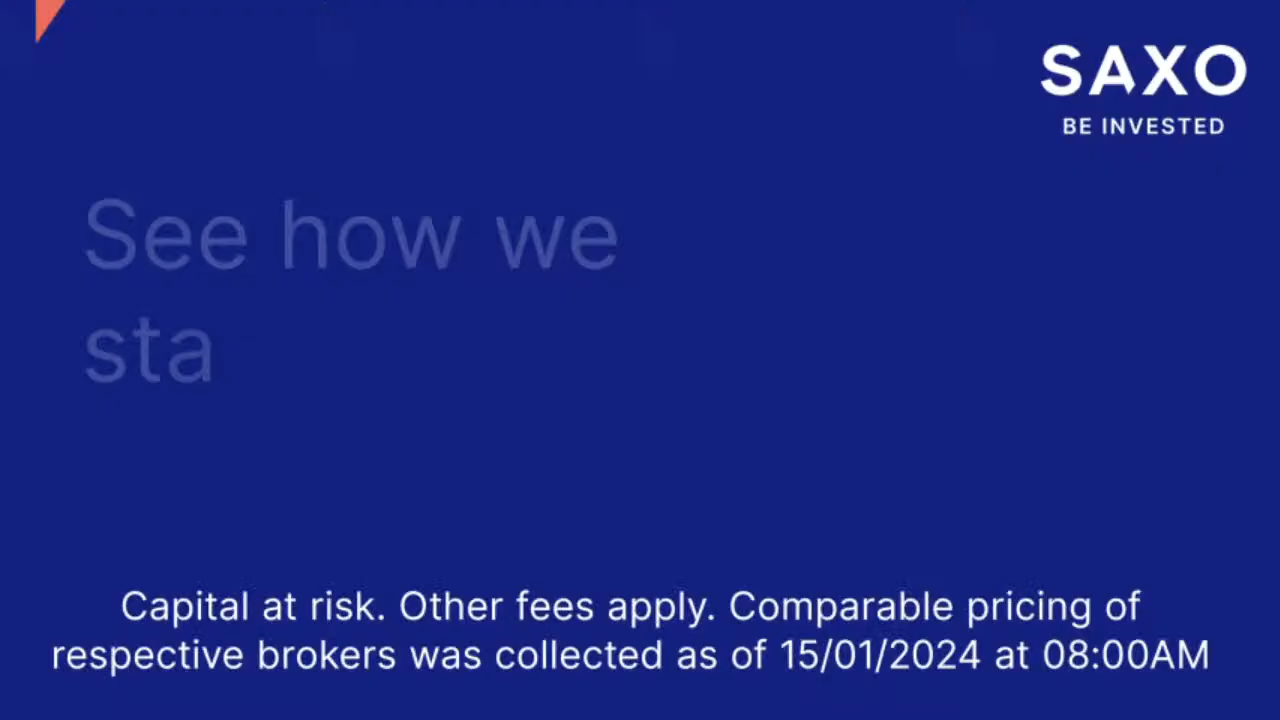 SAXO
BE INVESTED
See how we
sta
Capital at risk. Other fees apply. Comparable pricing of
respective brokers was collected as of 15/01/2024 at 08:00AM